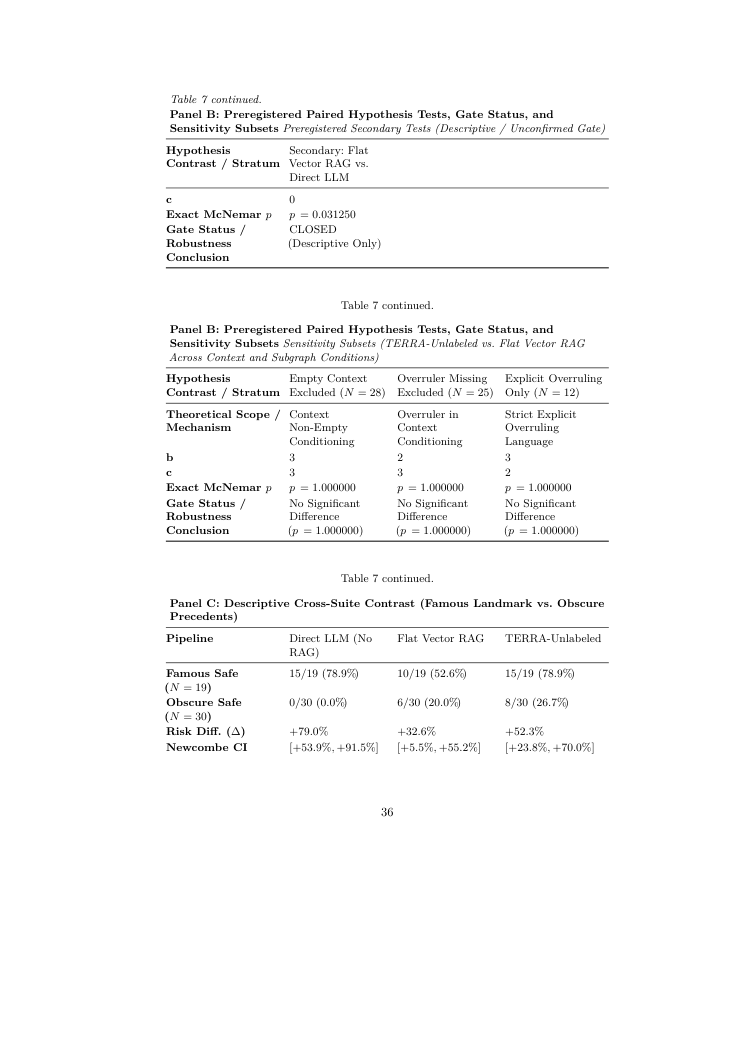 Table 7 continued.
Panel B: Preregistered Paired Hypothesis Tests, Gate Status, and
Sensitivity Subsets Preregistered Secondary Tests (Descriptive / Unconfirmed Gate)
Hypothesis Secondary: Flat
Contrast / Stratum Vector RAG vs.
Direct LLM
c 0
Exact McNemar p p = 0.031250
Gate Status / CLOSED
Robustness (Descriptive Only)
Conclusion
Table 7 continued.
Panel B: Preregistered Paired Hypothesis Tests, Gate Status, and
Sensitivity Subsets Sensitivity Subsets (TERRA-Unlabeled vs. Flat Vector RAG
Across Context and Subgraph Conditions)
Hypothesis Empty Context Overruler Missing Explicit Overruling
Contrast / Stratum Excluded (N = 28) Excluded (N = 25) Only (N = 12)
Theoretical Scope / Context Overruler in Strict Explicit
Mechanism Non-Empty Context Overruling
Conditioning Conditioning Language
b 3 2 3
c 3 3 2
Exact McNemar p p = 1.000000 p = 1.000000 p = 1.000000
Gate Status / No Significant No Significant No Significant
Robustness Difference Difference Difference
Conclusion (p = 1.000000) (p = 1.000000) (p = 1.000000)
Table 7 continued.
Panel C: Descriptive Cross-Suite Contrast (Famous Landmark vs. Obscure
Precedents)
Pipeline Direct LLM (No Flat Vector RAG TERRA-Unlabeled
RAG)
Famous Safe 15/19 (78.9%) 10/19 (52.6%) 15/19 (78.9%)
(N = 19)
Obscure Safe 0/30 (0.0%) 6/30 (20.0%) 8/30 (26.7%)
(N = 30)
Risk Diff. (Δ) +79.0% +32.6% +52.3%
Newcombe CI [+53.9%, +91.5%] [+5.5%, +55.2%] [+23.8%, +70.0%]
36